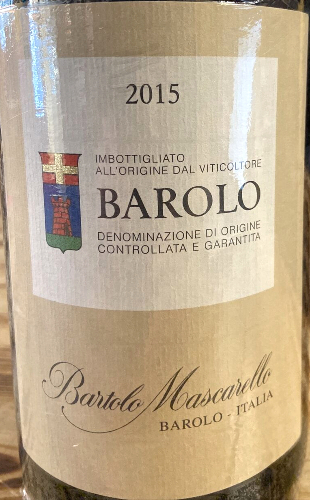 2015
IMBOTTIGLIATO
ALL'ORIGINE DAL VITICOLTORE
BAROLO
DENOMINAZIONE DI ORIGINE
CONTROLLATA E GARANTITA
Bartolo Mascarello
BAROLO - ITALIA